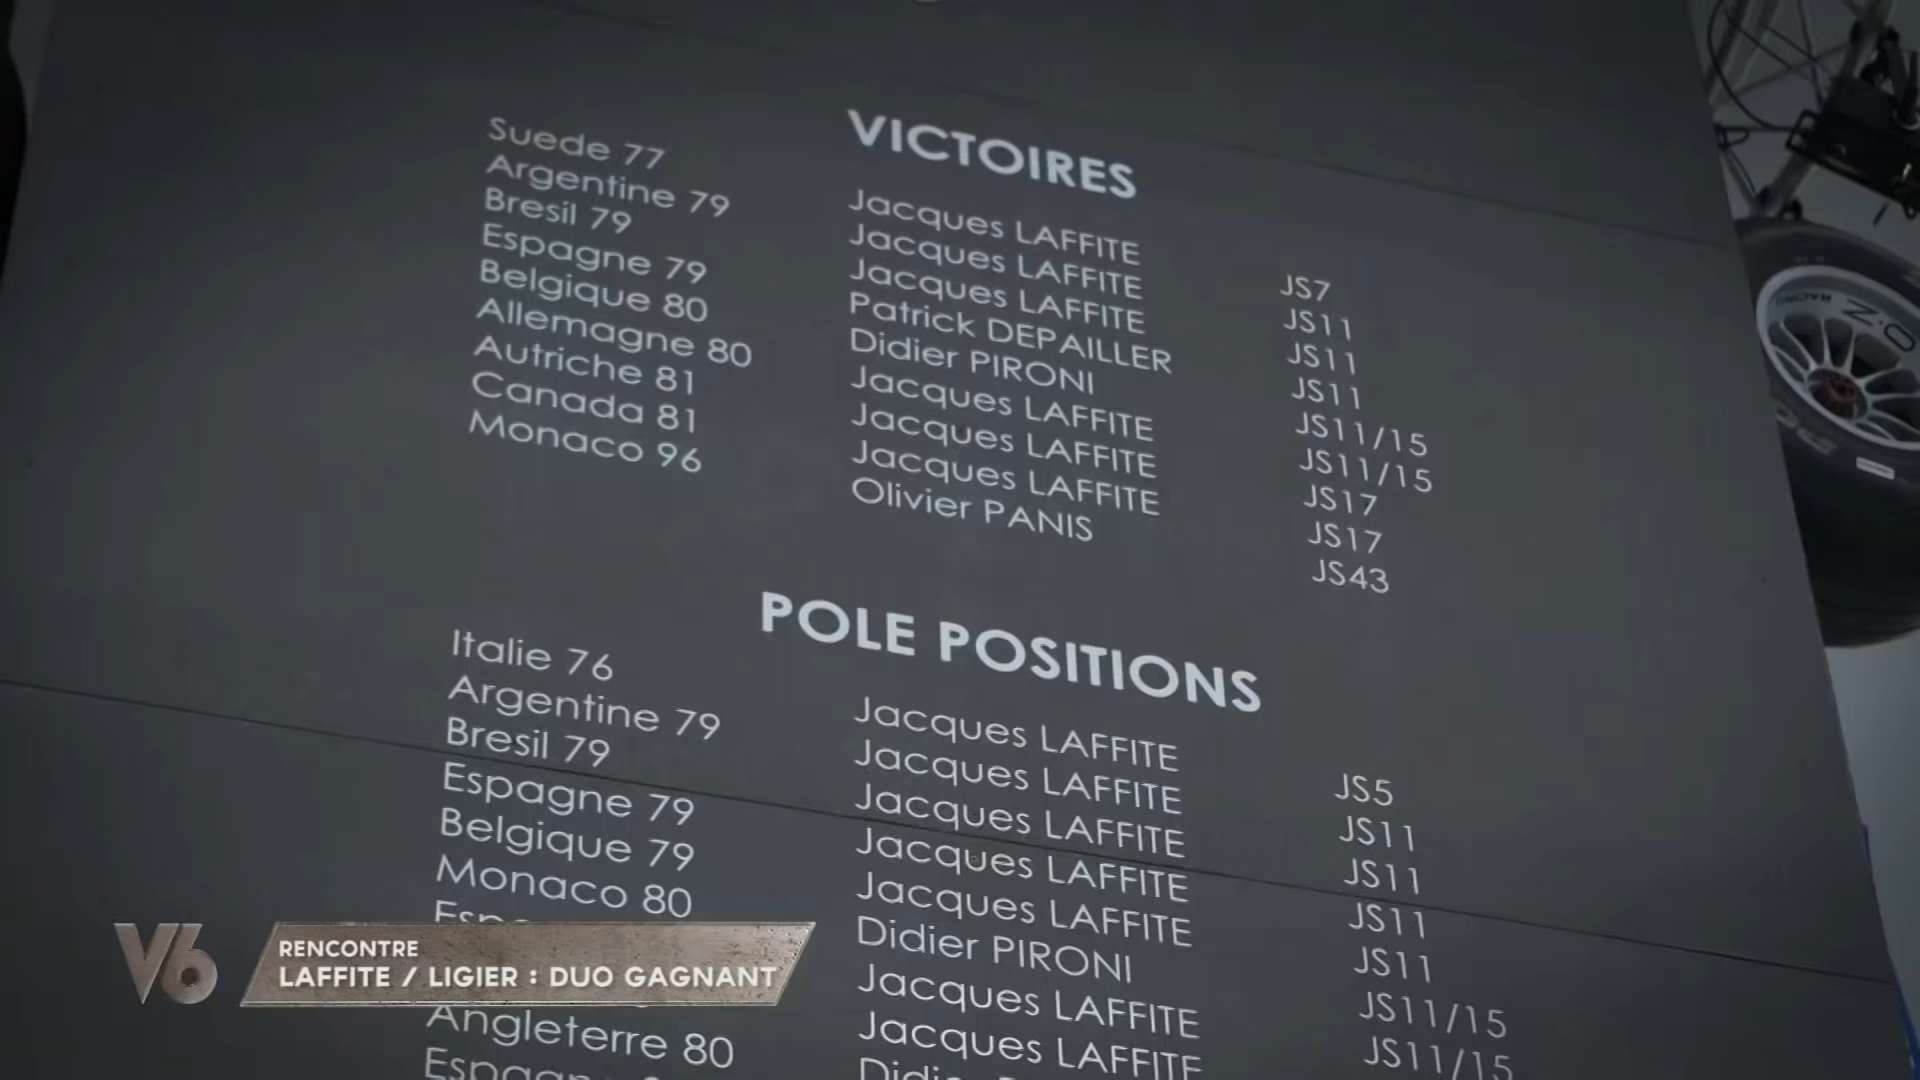 VICTOIRES
Suede 77 Jacques LAFFITE JS7
Argentine 79 Jacques LAFFITE JS11
Bresil 79 Jacques LAFFITE JS11
Espagne 79 Patrick DEPAILLER JS11
Belgique 80 Didier PIRONI JS11/15
Allemagne 80 Jacques LAFFITE JS11/15
Autriche 81 Jacques LAFFITE JS17
Canada 81 Jacques LAFFITE JS17
Monaco 96 Olivier PANIS JS43
POLE POSITIONS
Italie 76 Jacques LAFFITE JS5
Argentine 79 Jacques LAFFITE JS11
Bresil 79 Jacques LAFFITE JS11
Espagne 79 Jacques LAFFITE JS11
Belgique 79 Jacques LAFFITE JS11
Monaco 80 Didier PIRONI JS11/15
Jacques LAFFITE JS11/15
Angleterre 80
Jacques LAFFITE
V6
RENCONTRE
LAFFITE / LIGIER : DUO GAGNANT
O.Z
RACING